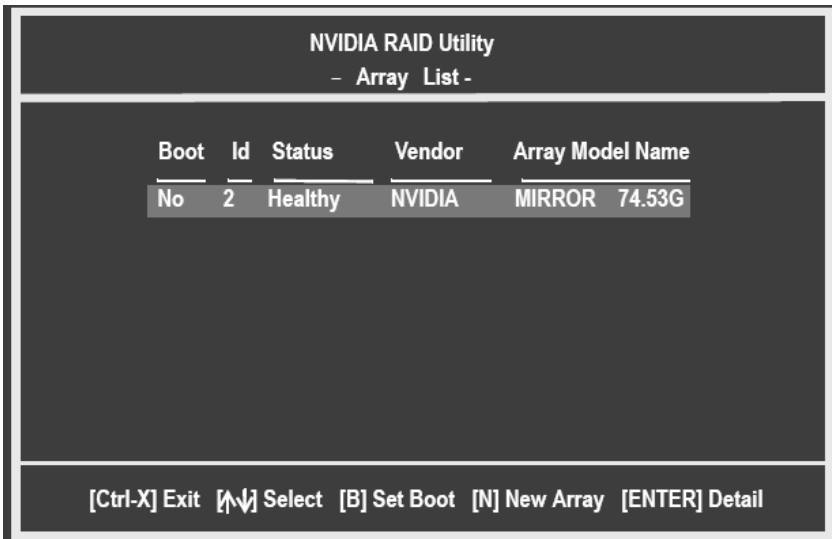 NVIDIA RAID Utility
– Array List -
Boot Id Status Vendor Array Model Name
No 2 Healthy NVIDIA MIRROR 74.53G
[Ctrl-X] Exit [↑↓] Select [B] Set Boot [N] New Array [ENTER] Detail